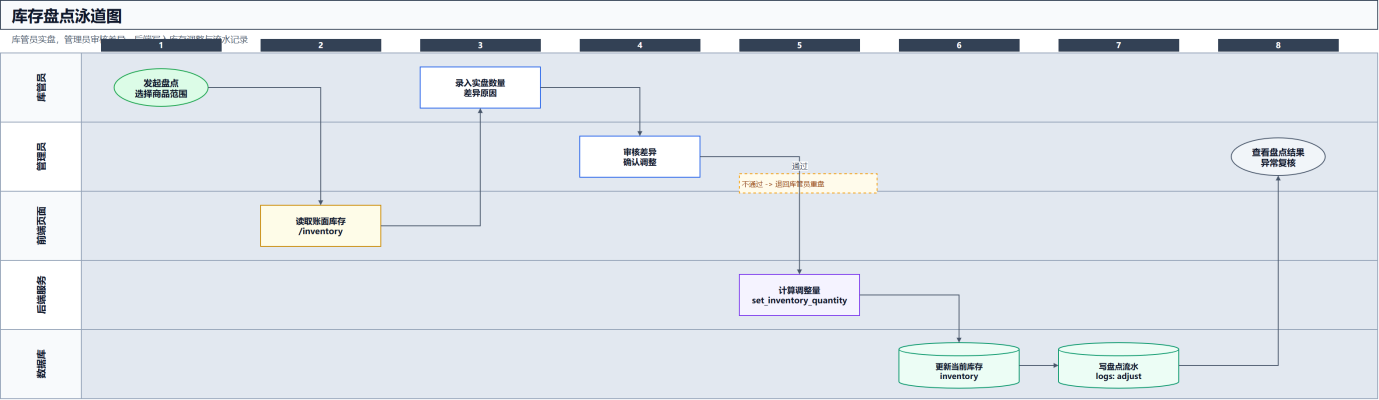 库存盘点泳道图
库管员实盘，管理员审核差异，后端写入库存调整与流水记录
1
2
3
4
5
6
7
8
库管员
发起盘点
选择商品范围
录入实盘数量
差异原因
管理员
审核差异
确认调整
通过
不通过 -> 退回库管员重盘
查看盘点结果
异常复核
前端页面
读取账面库存
/inventory
后端服务
计算调整量
set_inventory_quantity
数据库
更新当前库存
inventory
写盘点流水
logs: adjust